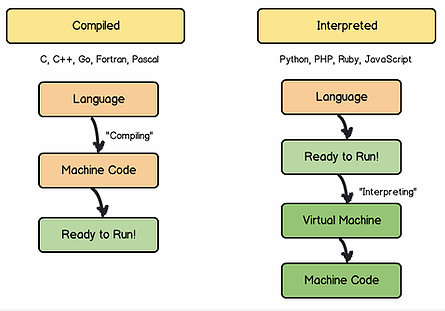 Compiled
C, C++, Go, Fortran, Pascal
Language
"Compiling"
Machine Code
Ready to Run!
Interpreted
Python, PHP, Ruby, JavaScript
Language
Ready to Run!
"Interpreting"
Virtual Machine
Machine Code